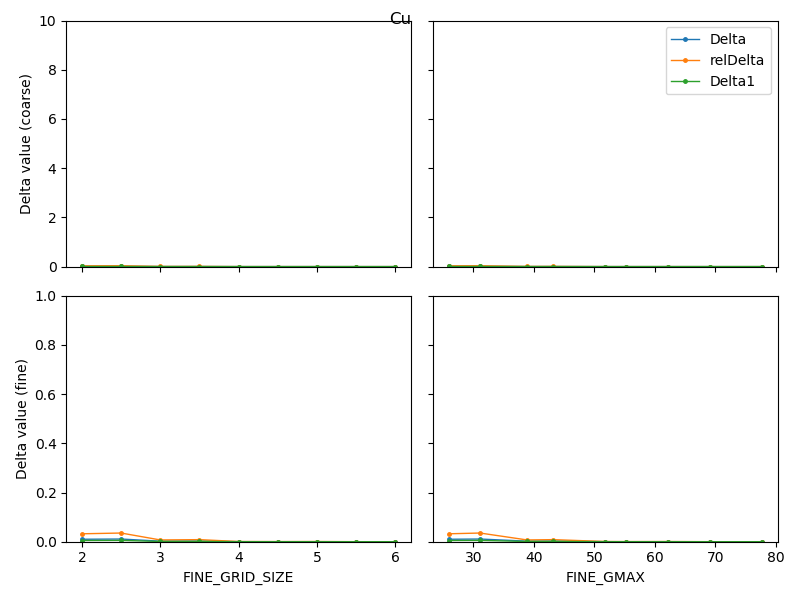 Cu
Delta value (coarse)
10
8
6
4
2
0
Delta
relDelta
Delta1
Delta value (fine)
1.0
0.8
0.6
0.4
0.2
0.0
2 3 4 5 6
FINE_GRID_SIZE
30 40 50 60 70 80
FINE_GMAX